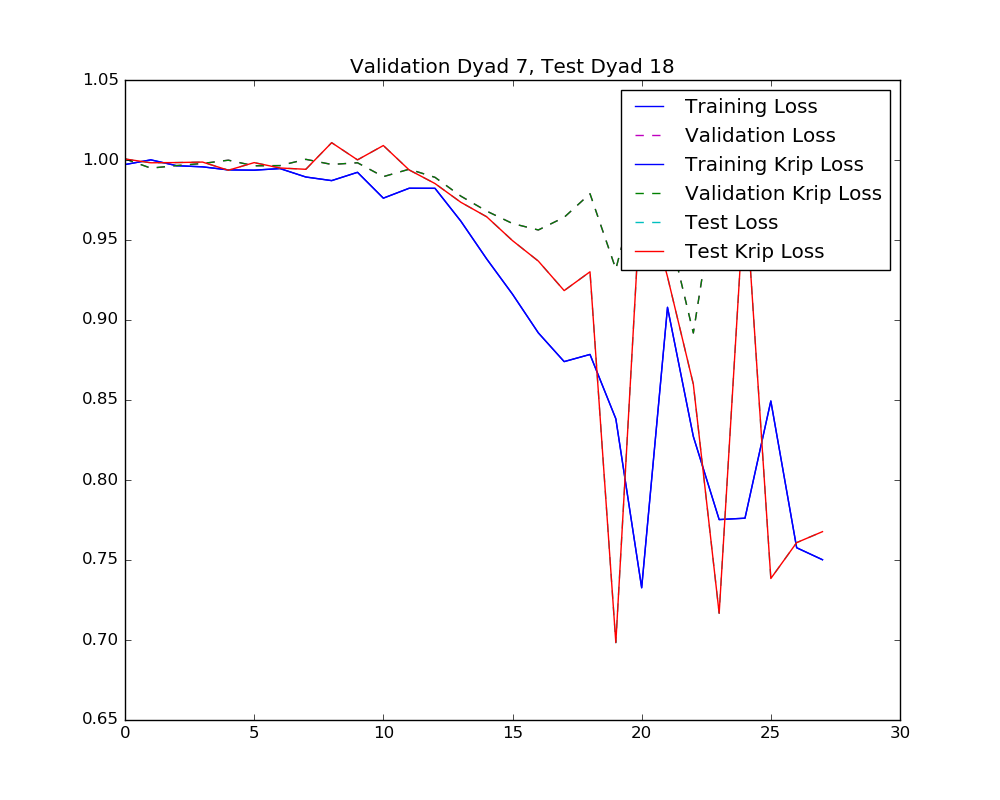 Validation Dyad 7, Test Dyad 18
1.05
1.00
0.95
0.90
0.85
0.80
0.75
0.70
0.65
0 5 10 15 20 25 30
Training Loss
Validation Loss
Training Krip Loss
Validation Krip Loss
Test Loss
Test Krip Loss